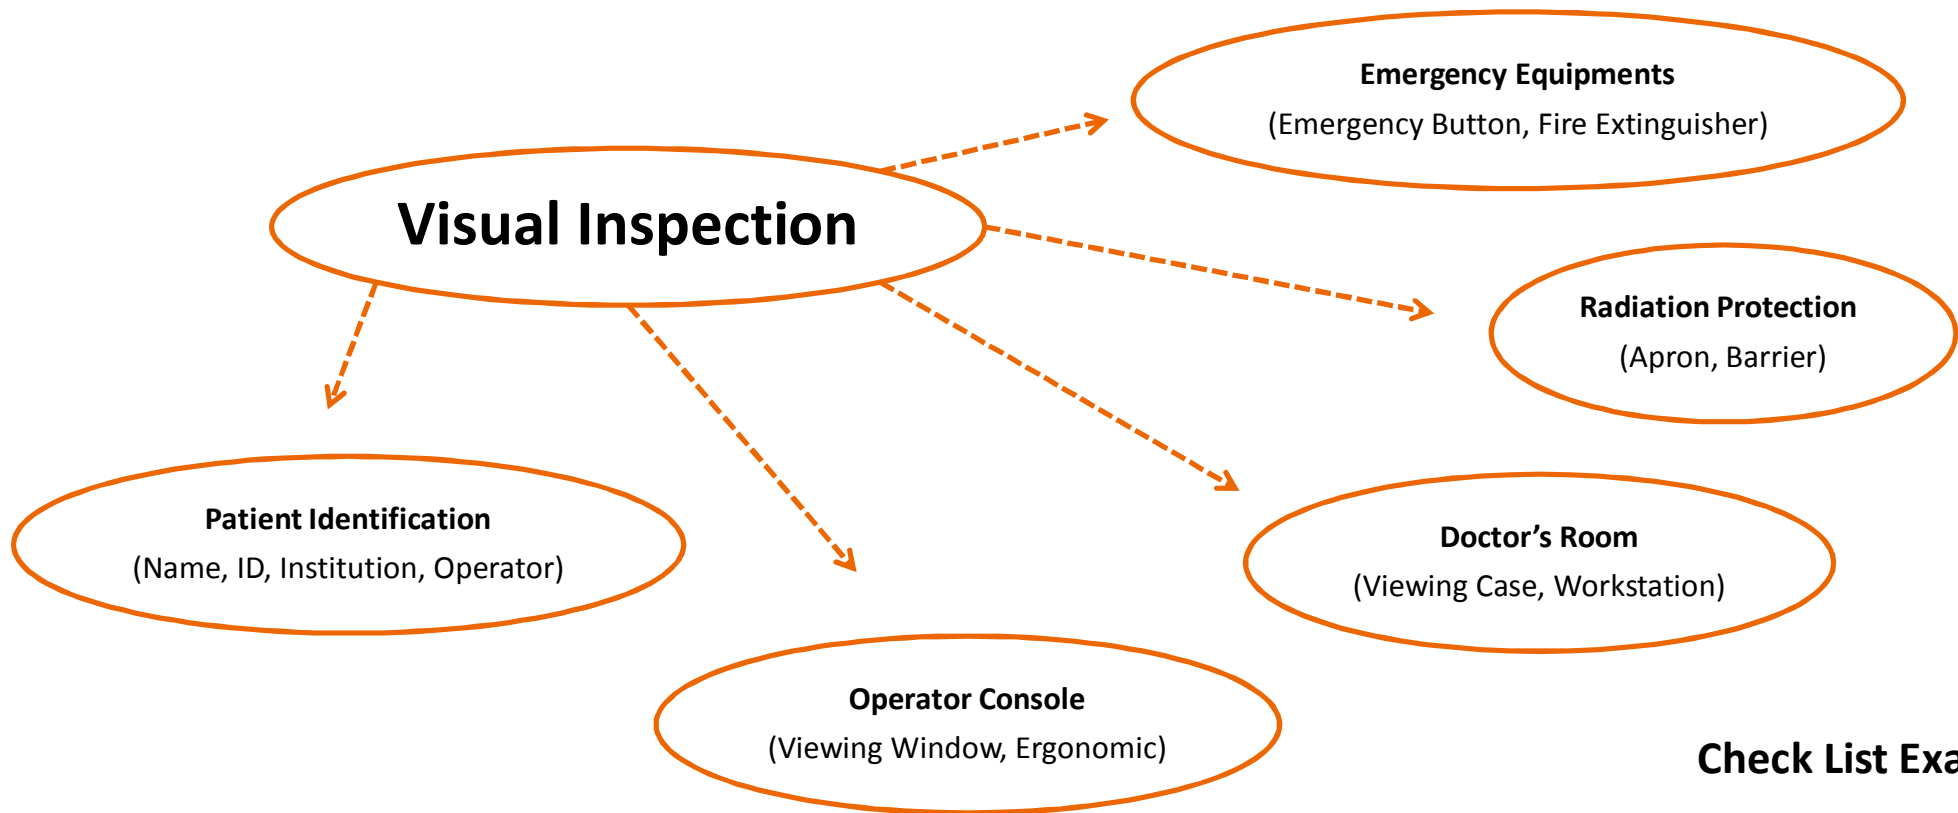 Emergency Equipments
(Emergency Button, Fire Extinguisher)
Visual Inspection
Radiation Protection
(Apron, Barrier)
Patient Identification
(Name, ID, Institution, Operator)
Doctor’s Room
(Viewing Case, Workstation)
Operator Console
(Viewing Window, Ergonomic)
Check List